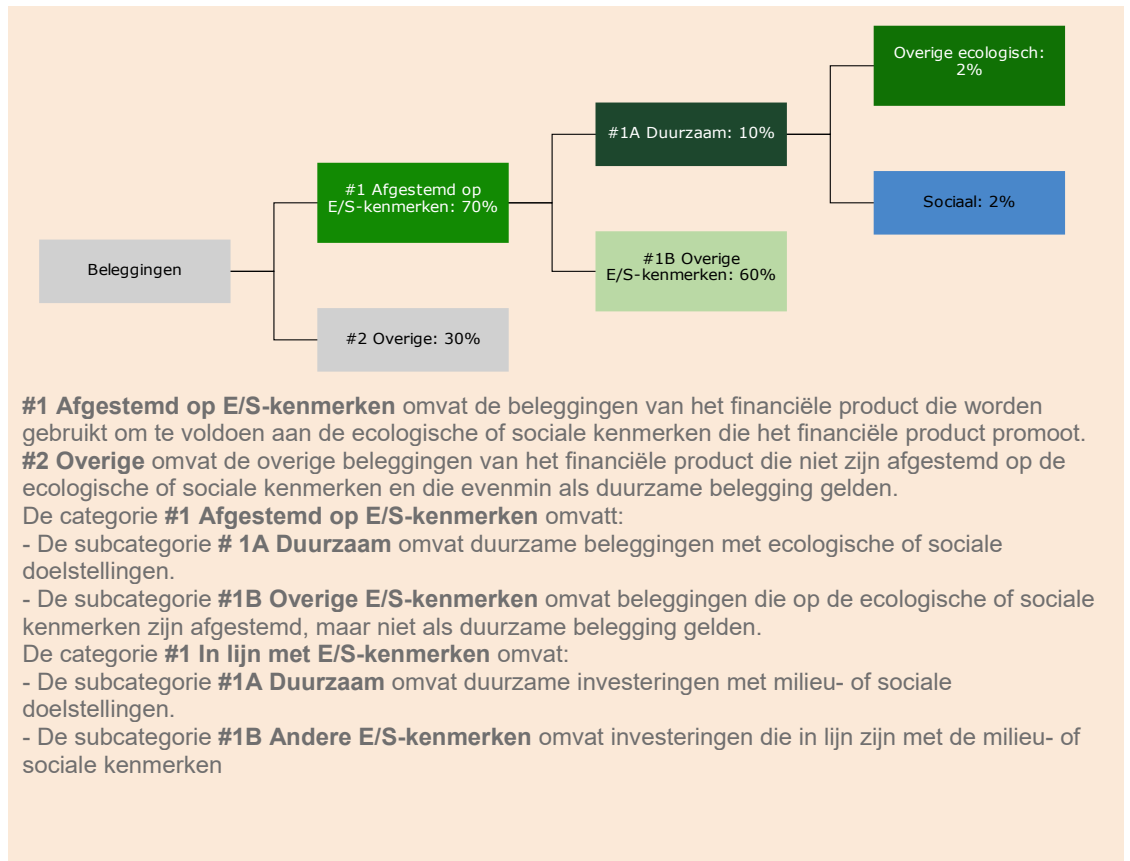 Overige ecologisch:
2%
#1A Duurzaam: 10%
#1 Afgestemd op
E/S-kenmerken: 70%
Sociaal: 2%
Beleggingen
#1B Overige
E/S-kenmerken: 60%
#2 Overige: 30%
#1 Afgestemd op E/S-kenmerken omvat de beleggingen van het financiële product die worden
gebruikt om te voldoen aan de ecologische of sociale kenmerken die het financiële product promoot.
#2 Overige omvat de overige beleggingen van het financiële product die niet zijn afgestemd op de
ecologische of sociale kenmerken en die evenmin als duurzame belegging gelden.
De categorie #1 Afgestemd op E/S-kenmerken omvatt:
- De subcategorie # 1A Duurzaam omvat duurzame beleggingen met ecologische of sociale
doelstellingen.
- De subcategorie #1B Overige E/S-kenmerken omvat beleggingen die op de ecologische of sociale
kenmerken zijn afgestemd, maar niet als duurzame belegging gelden.
De categorie #1 In lijn met E/S-kenmerken omvat:
- De subcategorie #1A Duurzaam omvat duurzame investeringen met milieu- of sociale
doelstellingen.
- De subcategorie #1B Andere E/S-kenmerken omvat investeringen die in lijn zijn met de milieu- of
sociale kenmerken